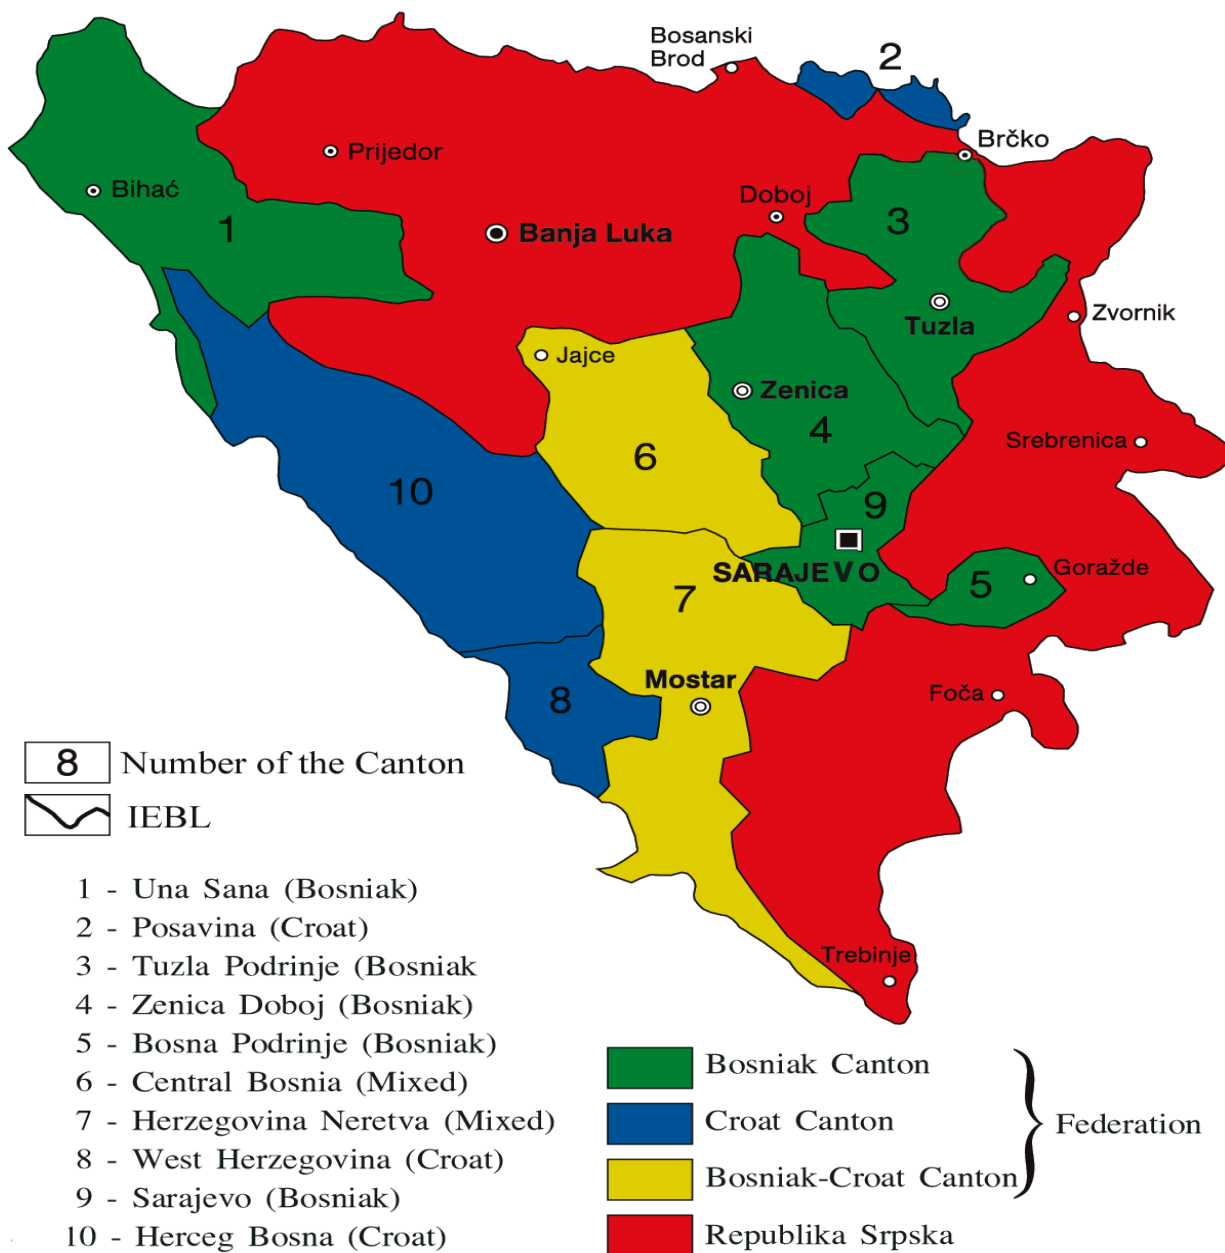 Bosanski
Brod
2
Prijedor
Brčko
Bihać
Doboj
1
3
Banja Luka
Zvornik
Tuzla
Jajce
Zenica
4
Srebrenica
6
10
9
SARAJEVO
Goražde
5
7
Mostar
Foča
8
8 Number of the Canton
IEBL
1 - Una Sana (Bosniak)
2 - Posavina (Croat)
3 - Tuzla Podrinje (Bosniak
4 - Zenica Doboj (Bosniak)
5 - Bosna Podrinje (Bosniak)
6 - Central Bosnia (Mixed)
7 - Herzegovina Neretva (Mixed)
8 - West Herzegovina (Croat)
9 - Sarajevo (Bosniak)
10 - Herceg Bosna (Croat)
Trebinje
Bosniak Canton
Croat Canton
Bosniak-Croat Canton
Federation
Republika Srpska